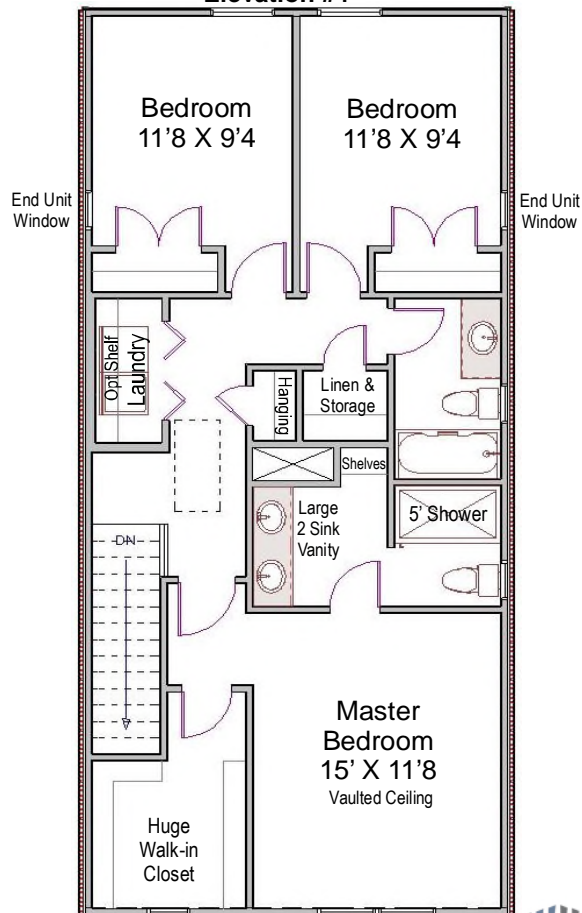 Bedroom
11'8 X 9'4
Bedroom
11'8 X 9'4
End Unit
Window
End Unit
Window
Opt Shelf
Laundry
Hanging
Linen &
Storage
Shelves
Large
2 Sink
Vanity
5' Shower
DN
Master
Bedroom
15' X 11'8
Vaulted Ceiling
Huge
Walk-in
Closet